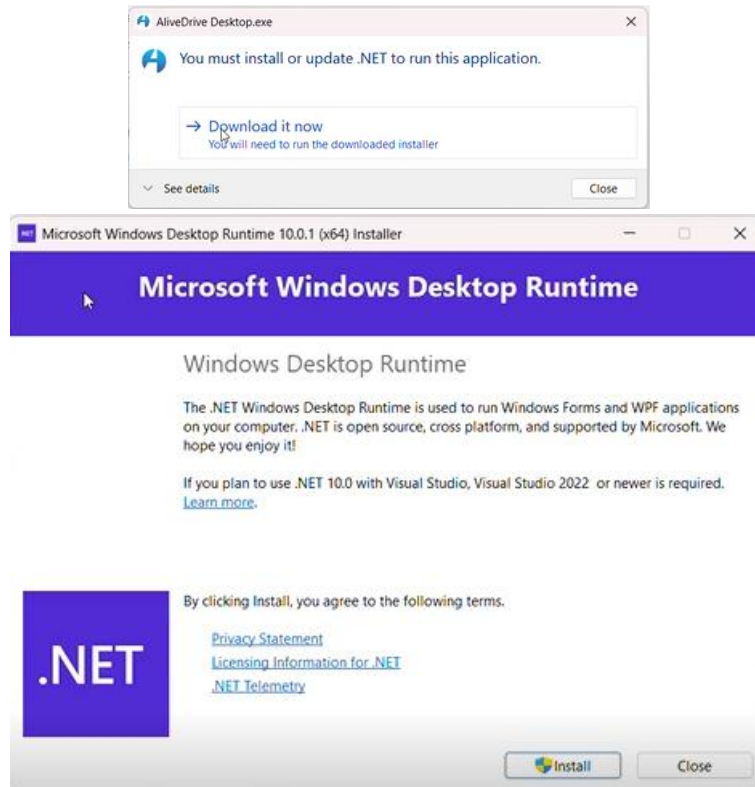 AliveDrive Desktop.exe
You must install or update .NET to run this application.
Download it now
You will need to run the downloaded installer
See details
Close
.NET
Microsoft Windows Desktop Runtime 10.0.1 (x64) Installer
Microsoft Windows Desktop Runtime
Windows Desktop Runtime
The .NET Windows Desktop Runtime is used to run Windows Forms and WPF applications
on your computer. .NET is open source, cross platform, and supported by Microsoft. We
hope you enjoy it!
If you plan to use .NET 10.0 with Visual Studio, Visual Studio 2022 or newer is required.
Learn more.
By clicking Install, you agree to the following terms.
Privacy Statement
Licensing Information for .NET
.NET Telemetry
.NET
Install
Close